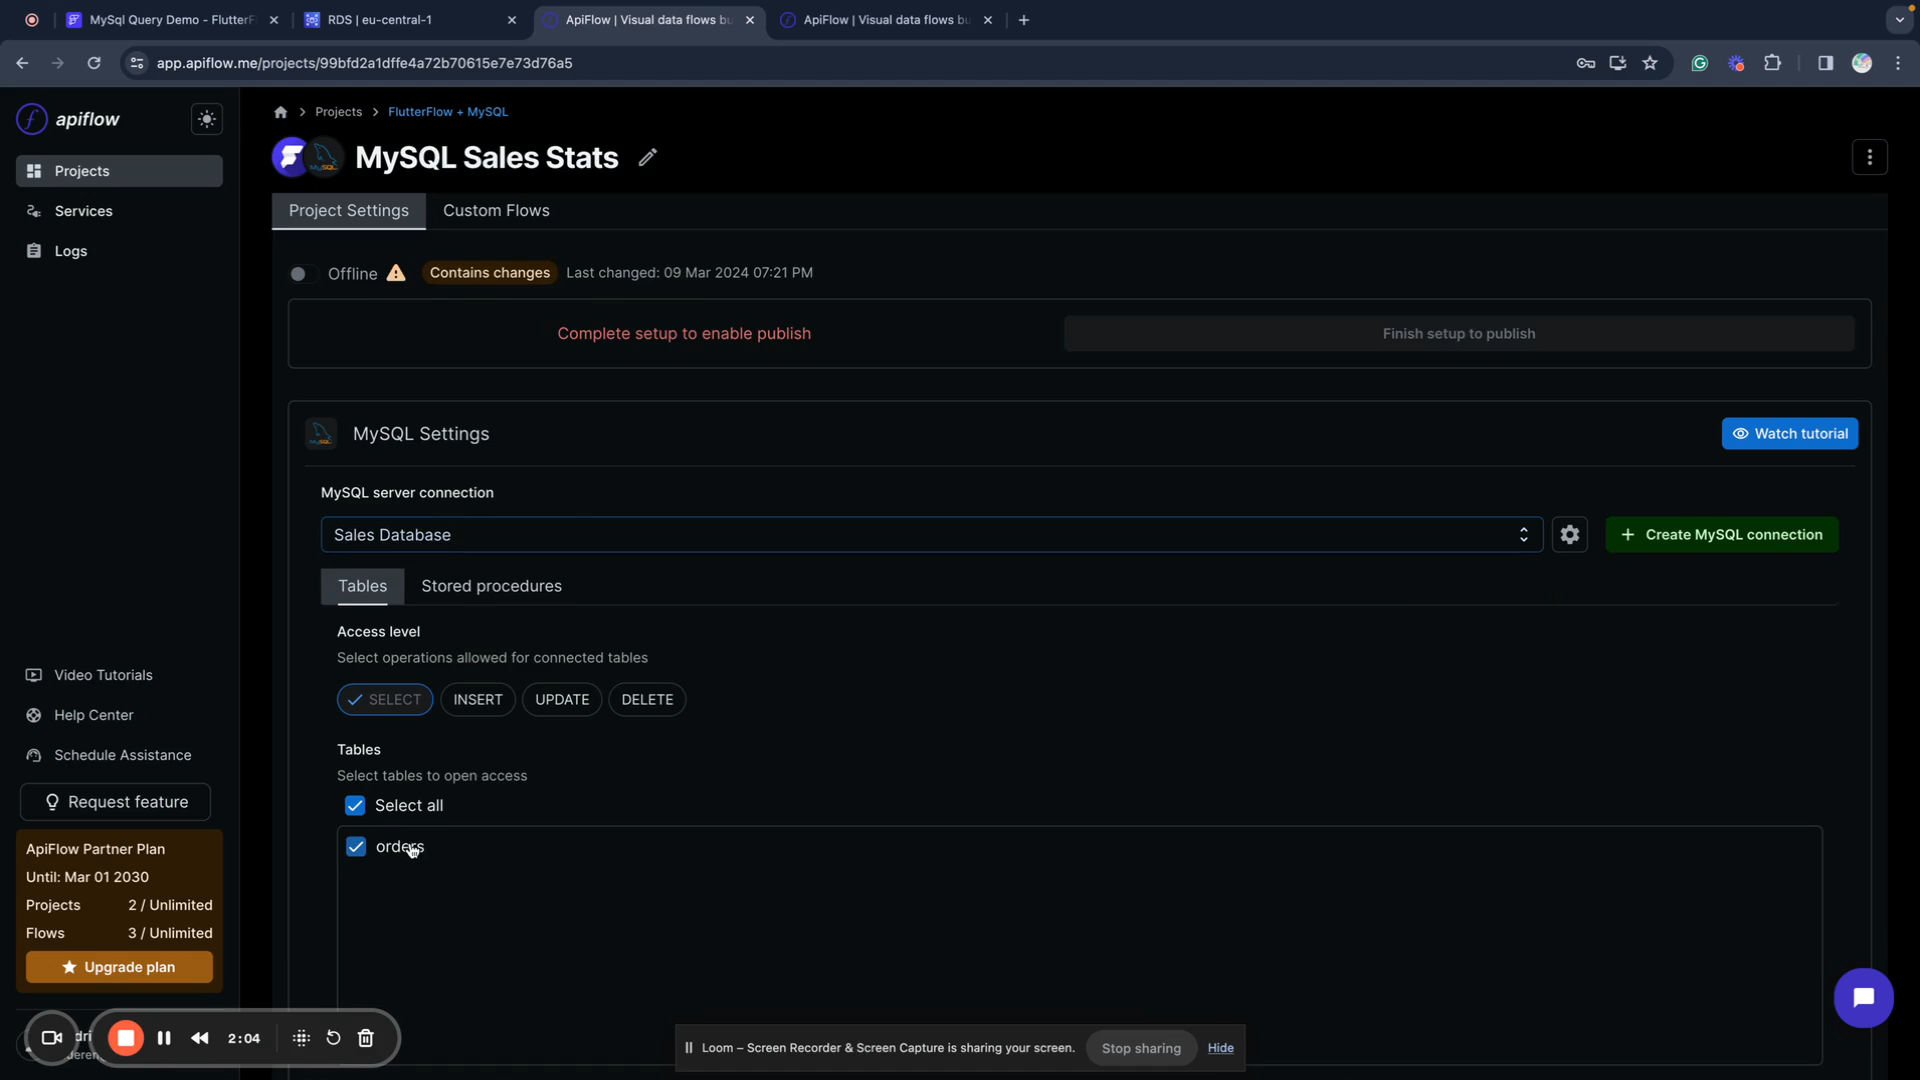 MySql Query Demo - FlutterF
RDS | eu-central-1
ApiFlow | Visual data flows bu
ApiFlow | Visual data flows bu
app.apiflow.me/projects/99bfd2a1dffe4a72b70615e7e73d76a5
apiflow
Projects
Services
Logs
Video Tutorials
Help Center
Schedule Assistance
Request feature
ApiFlow Partner Plan
Until: Mar 01 2030
Projects 2 / Unlimited
Flows 3 / Unlimited
Upgrade plan
2:04
Projects
FlutterFlow + MySQL
MySQL Sales Stats
Project Settings
Custom Flows
Offline
Contains changes
Last changed: 09 Mar 2024 07:21 PM
Complete setup to enable publish
Finish setup to publish
MySQL Settings
Watch tutorial
MySQL server connection
Sales Database
Create MySQL connection
Tables
Stored procedures
Access level
Select operations allowed for connected tables
SELECT
INSERT
UPDATE
DELETE
Tables
Select tables to open access
Select all
orders
Loom – Screen Recorder & Screen Capture is sharing your screen.
Stop sharing
Hide